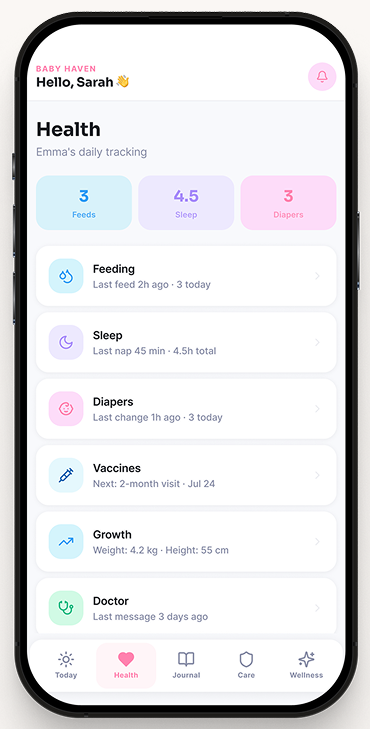 BABY HAVEN
Hello, Sarah 👋
Health
Emma's daily tracking
3 4.5 3
Feeds Sleep Diapers
Feeding
Last feed 2h ago · 3 today
Sleep
Last nap 45 min · 4.5h total
Diapers
Last change 1h ago · 3 today
Vaccines
Next: 2-month visit · Jul 24
Growth
Weight: 4.2 kg · Height: 55 cm
Doctor
Last message 3 days ago
Today Health Journal Care Wellness